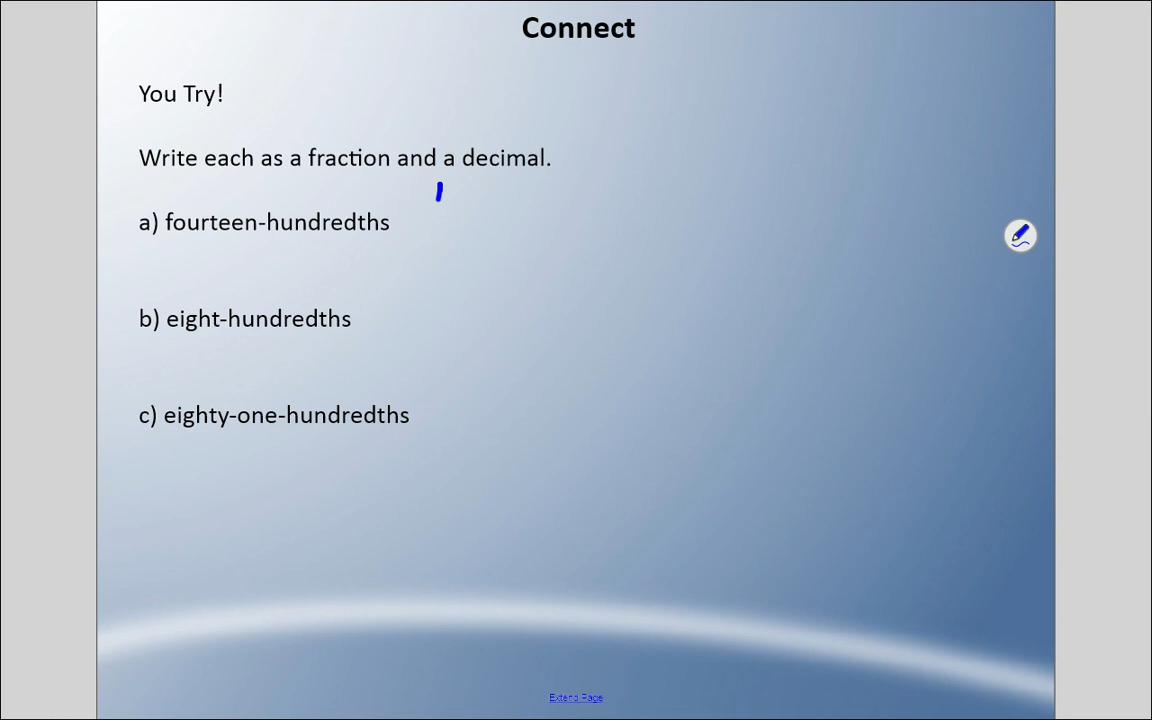 Connect
You Try!
Write each as a fraction and a decimal.
a) fourteen-hundredths
b) eight-hundredths
c) eighty-one-hundredths
Extend Page